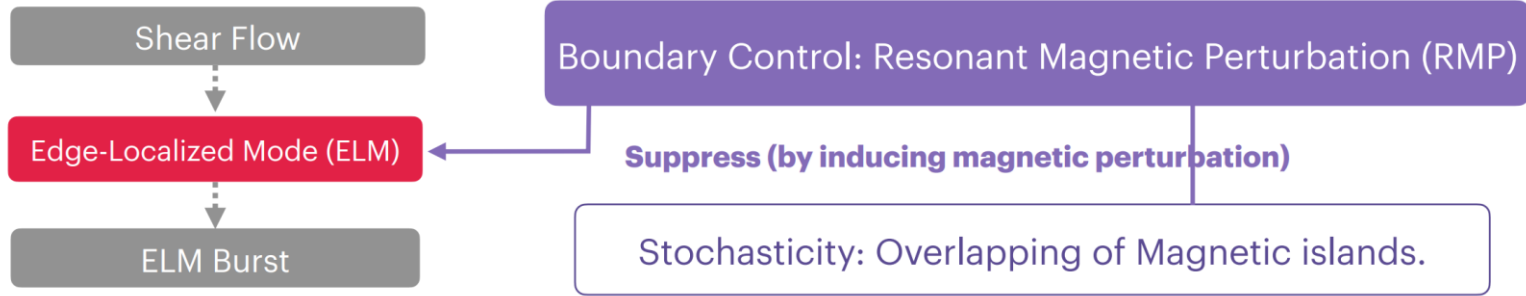 Shear Flow
Boundary Control: Resonant Magnetic Perturbation (RMP)
Edge-Localized Mode (ELM)
Suppress (by inducing magnetic perturbation)
ELM Burst
Stochasticity: Overlapping of Magnetic islands.